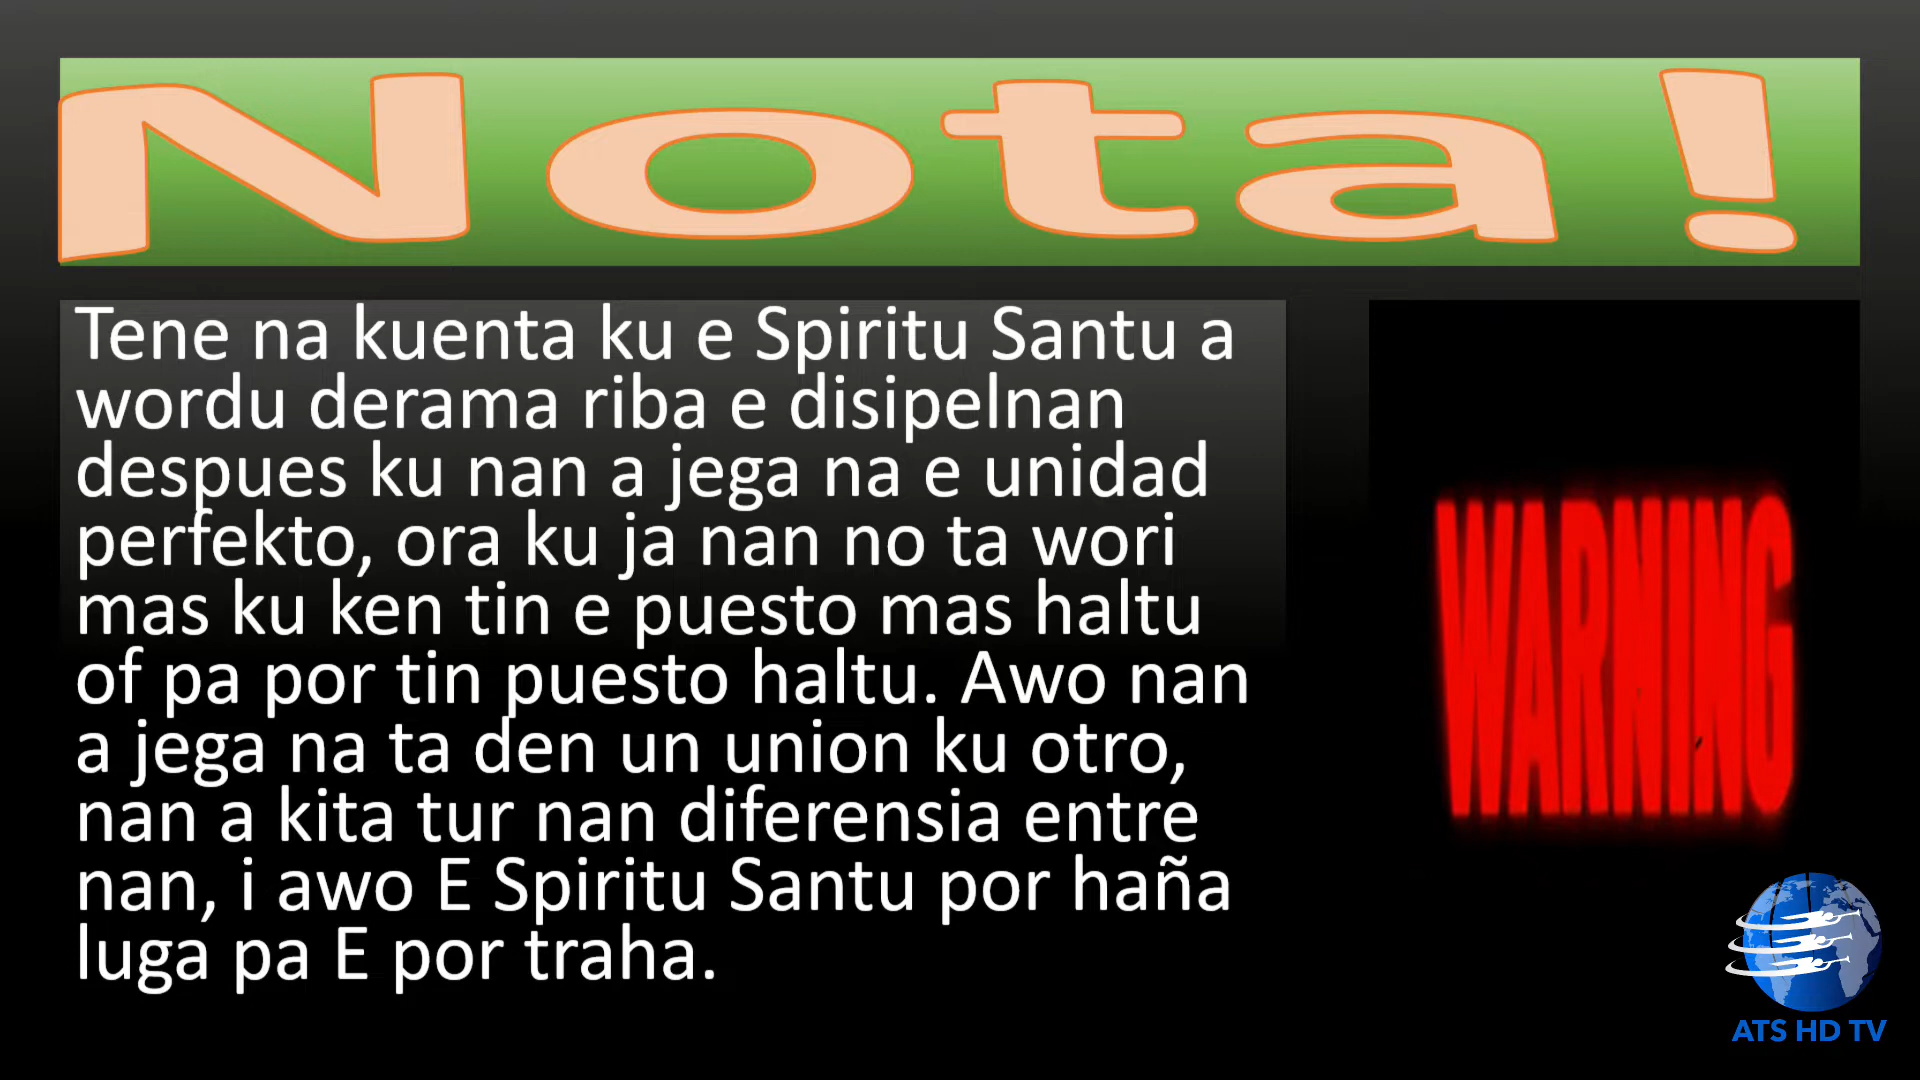 Nota!
Tene na kuenta ku e Spiritu Santu a
wordu derama riba e disipelnan
despues ku nan a jega na e unidad
perfekto, ora ku ja nan no ta wori
mas ku ken tin e puesto mas haltu
of pa por tin puesto haltu. Awo nan
a jega na ta den un union ku otro,
nan a kita tur nan diferensia entre
nan, i awo E Spiritu Santu por haña
luga pa E por traha.
WARNING
ATS HD TV